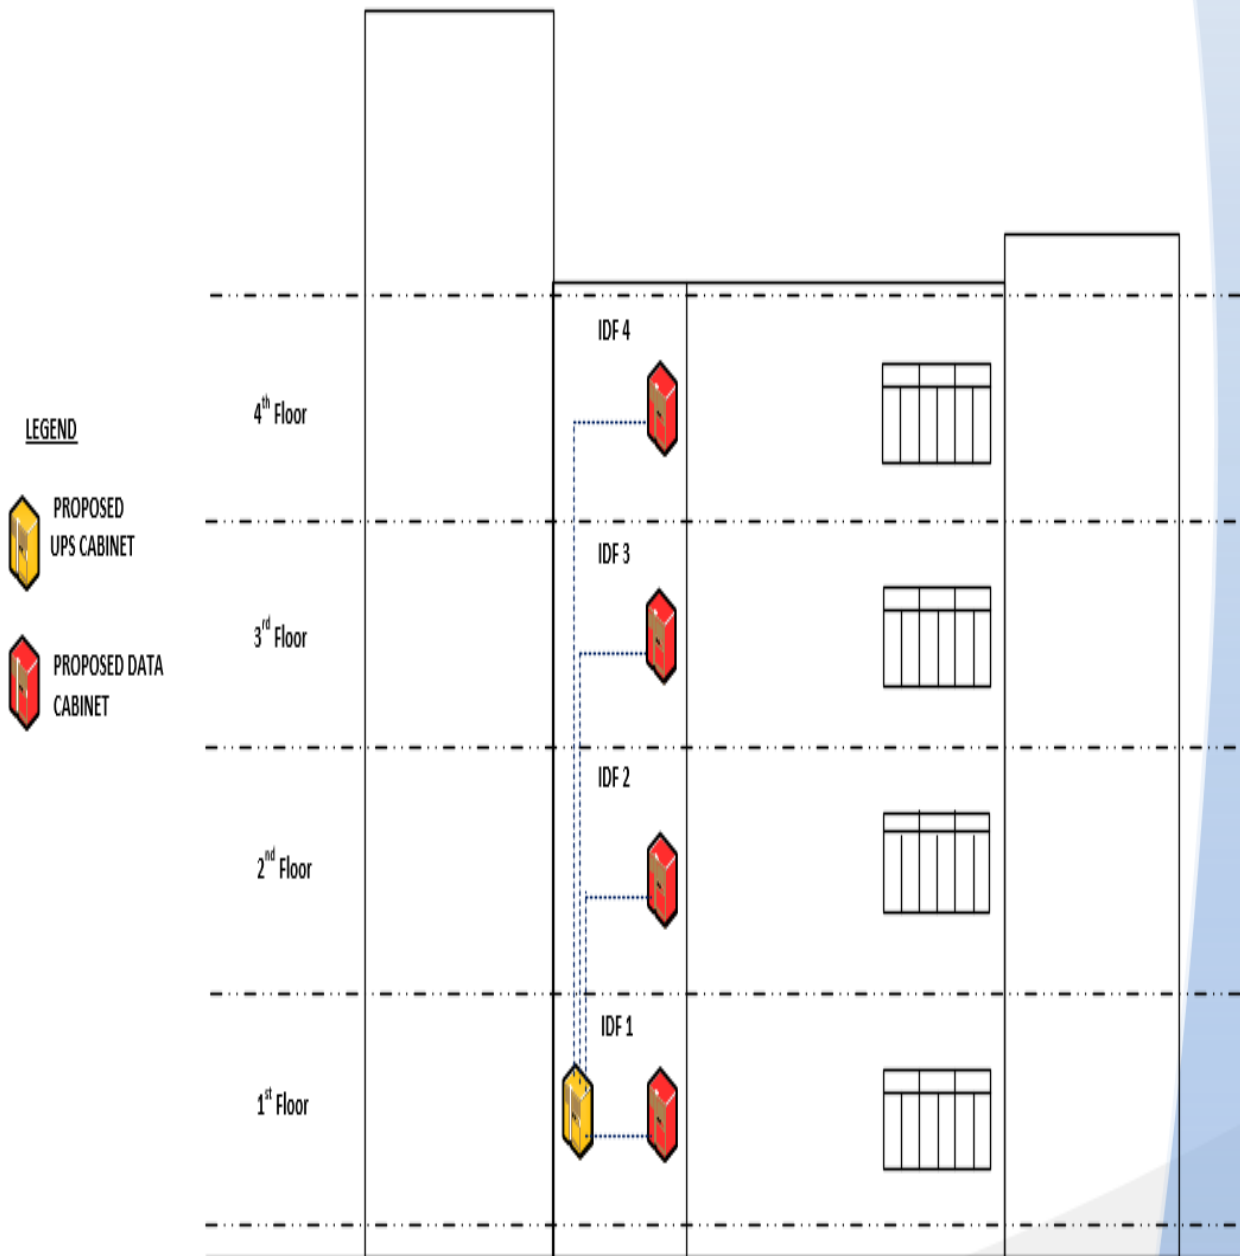 IDF 4
4th Floor
LEGEND
PROPOSED
UPS CABINET
IDF 3
3rd Floor
PROPOSED DATA
CABINET
IDF 2
2nd Floor
IDF 1
1st Floor